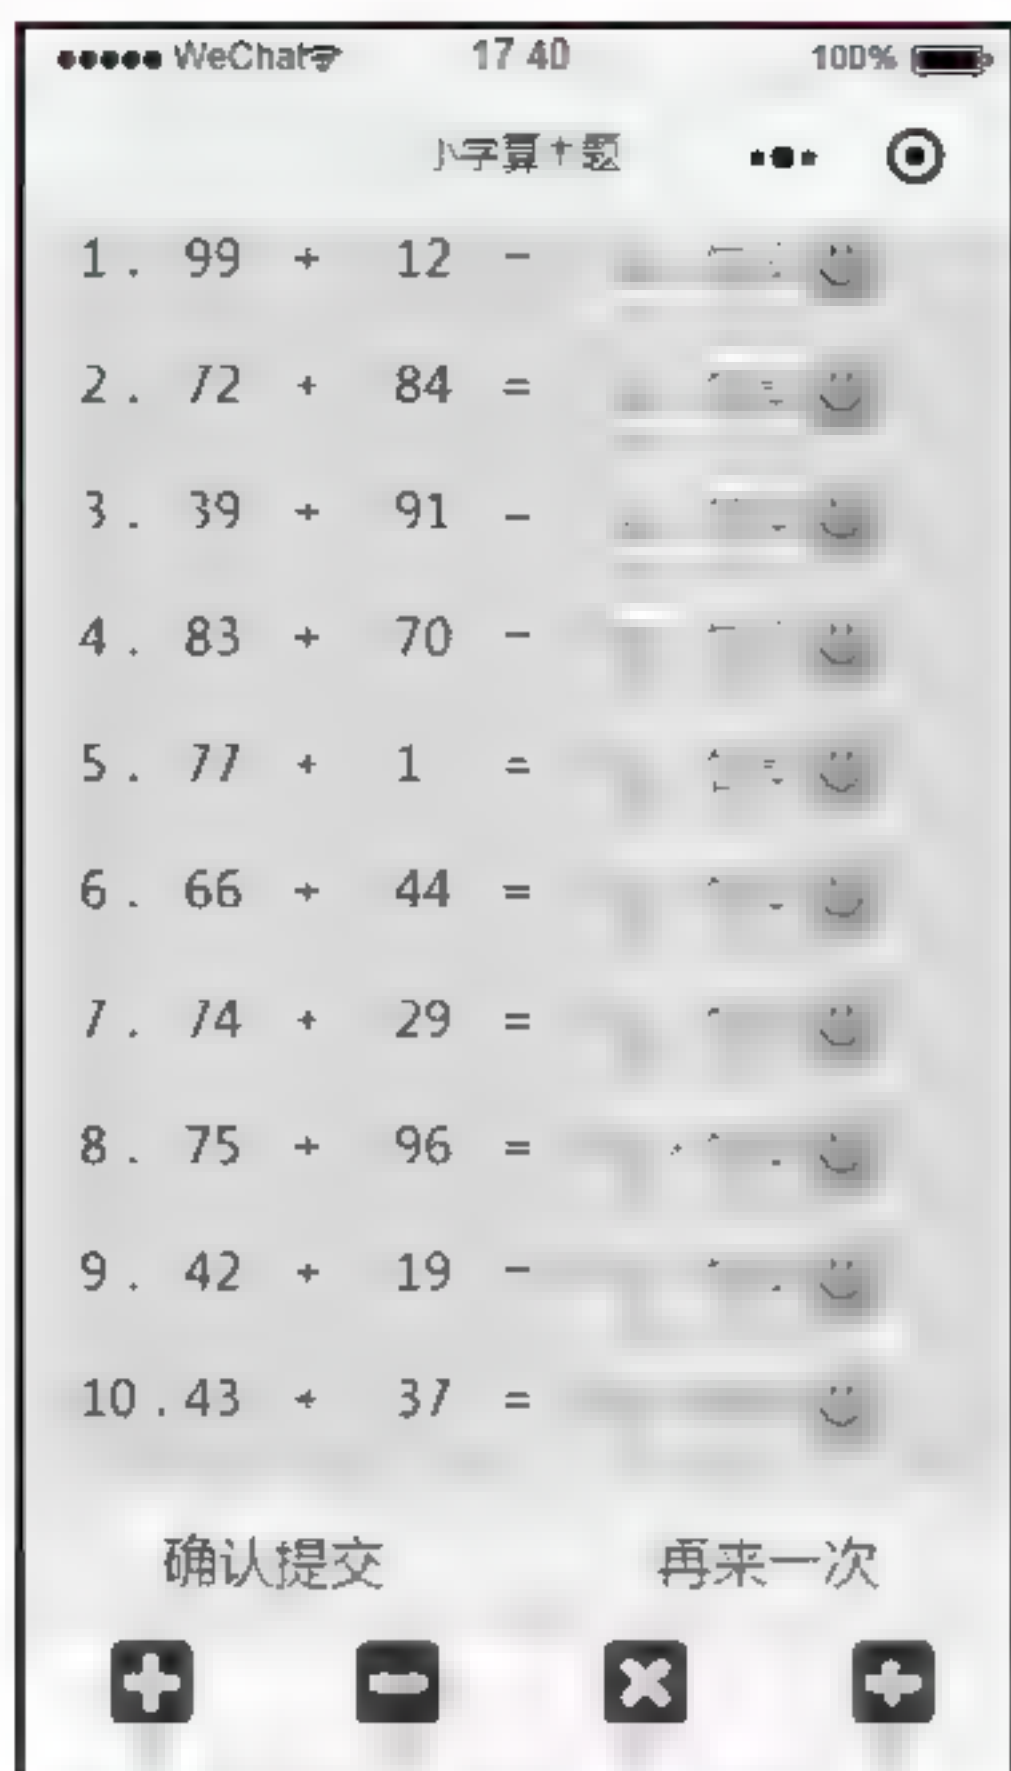 WeChat 17 40 100%
小学算十题
1. 99 + 12 =
2. 72 + 84 =
3. 39 + 91 =
4. 83 + 70 =
5. 77 + 1 =
6. 66 + 44 =
7. 74 + 29 =
8. 75 + 96 =
9. 42 + 19 =
10. 43 + 37 =
确认提交 再来一次